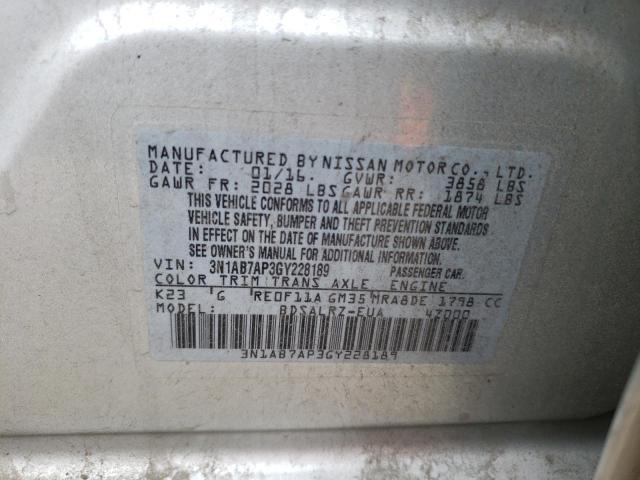 MANUFACTURED BY NISSAN MOTOR CO., LTD.
DATE: 01/16. GVWR: 3858 LBS
GAWR FR: 2028 LBS GAWR RR: 1874 LBS
THIS VEHICLE CONFORMS TO ALL APPLICABLE FEDERAL MOTOR
VEHICLE SAFETY, BUMPER AND THEFT PREVENTION STANDARDS
IN EFFECT ON THE DATE OF MANUFACTURE SHOWN ABOVE.
SEE OWNER'S MANUAL FOR ADDITIONAL INFORMATION.
VIN: 3N1AB7AP3GY228189 PASSENGER CAR.
COLOR TRIM TRANS AXLE ENGINE
K23 G RE0F11A GM35 MRA8DE 1798 CC
BDSALRZ-EUA 4Z000
3N1AB7AP3GY228189